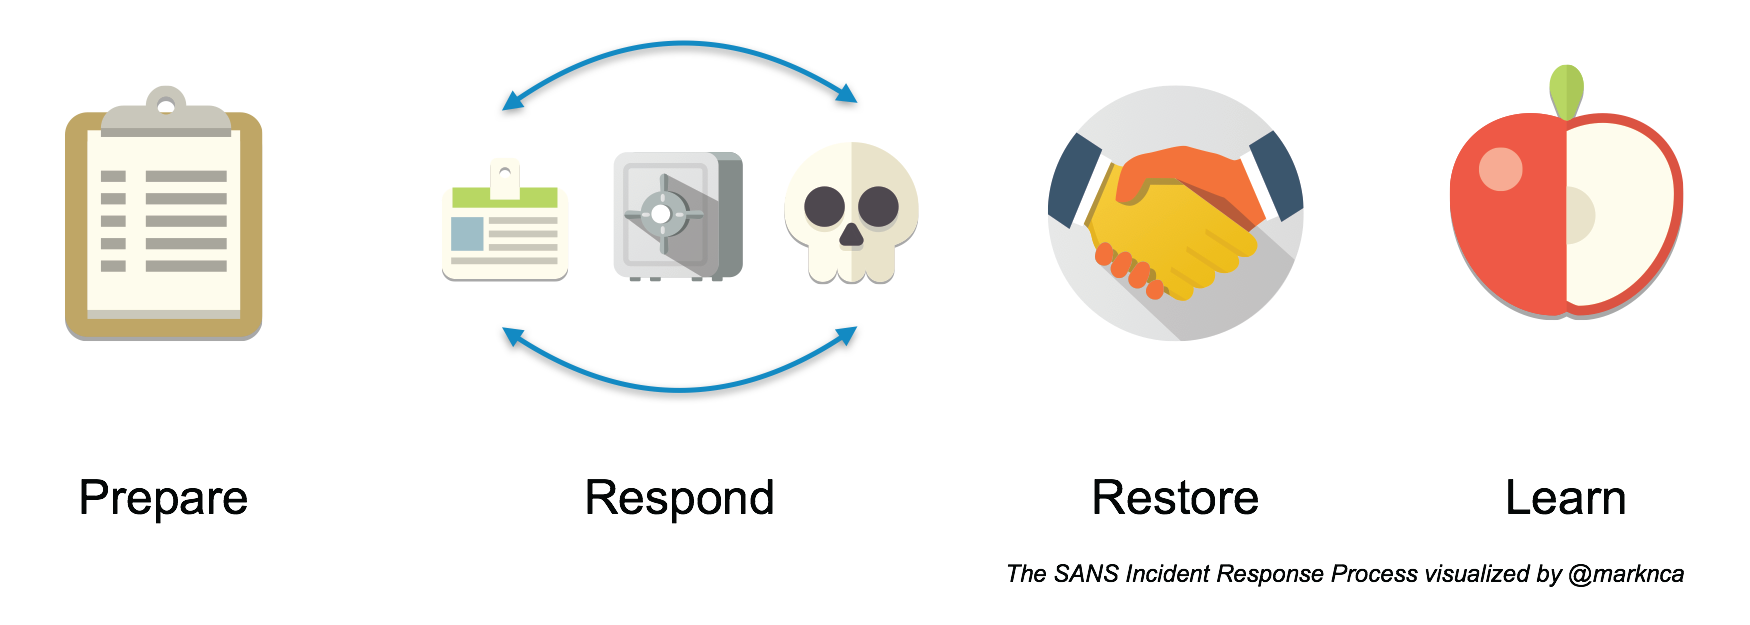 Prepare
Respond
Restore
Learn
The SANS Incident Response Process visualized by @marknca